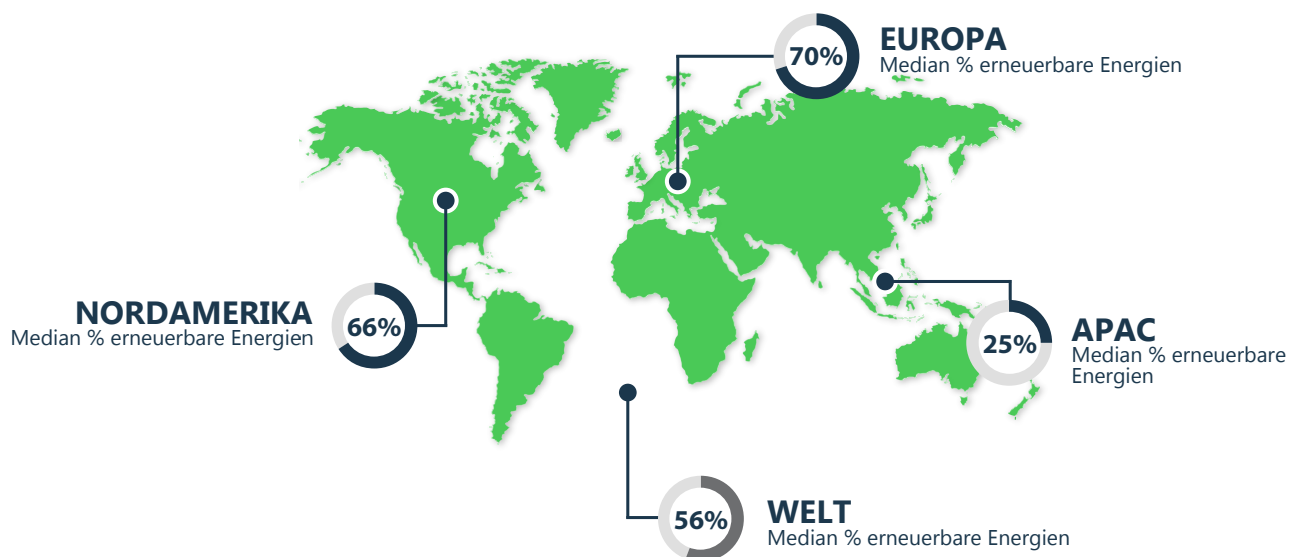 70%
EUROPA
Median % erneuerbare Energien
NORDAMERIKA
Median % erneuerbare Energien
66%
25%
APAC
Median % erneuerbare
Energien
56%
WELT
Median % erneuerbare Energien